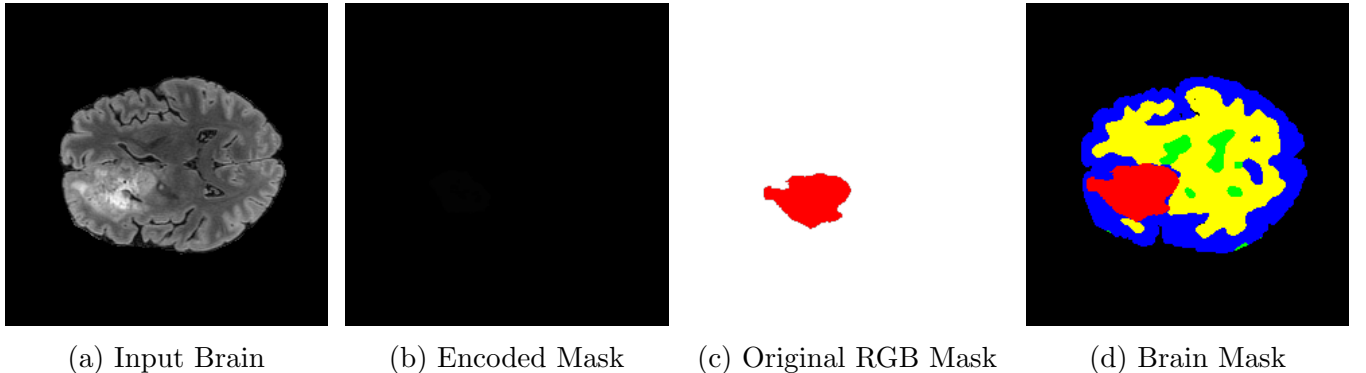 (a) Input Brain
(b) Encoded Mask
(c) Original RGB Mask
(d) Brain Mask